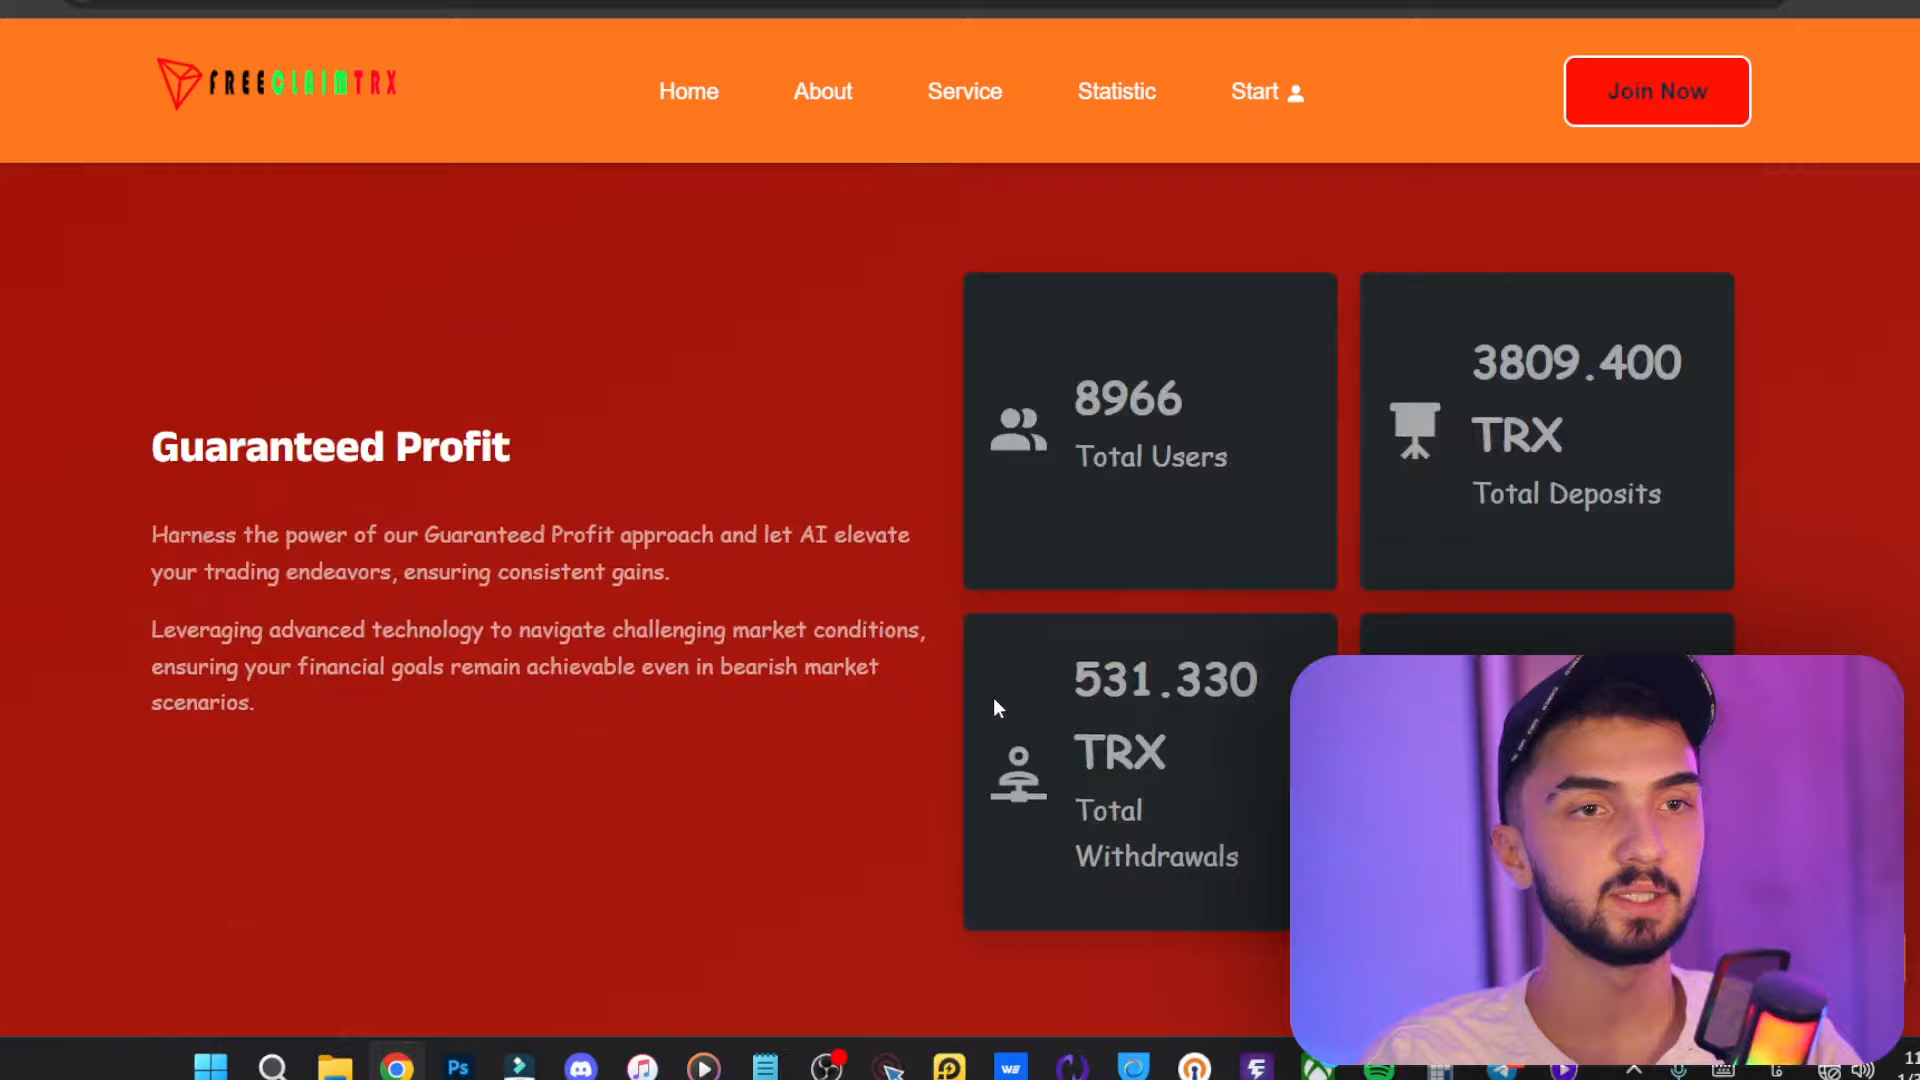 FREECLAIMTRX
Home
About
Service
Statistic
Start
Join Now
Guaranteed Profit
Harness the power of our Guaranteed Profit approach and let AI elevate
your trading endeavors, ensuring consistent gains.
Leveraging advanced technology to navigate challenging market conditions,
ensuring your financial goals remain achievable even in bearish market
scenarios.
8966
Total Users
3809.400
TRX
Total Deposits
531.330
TRX
Total
Withdrawals
Ps
WE
11